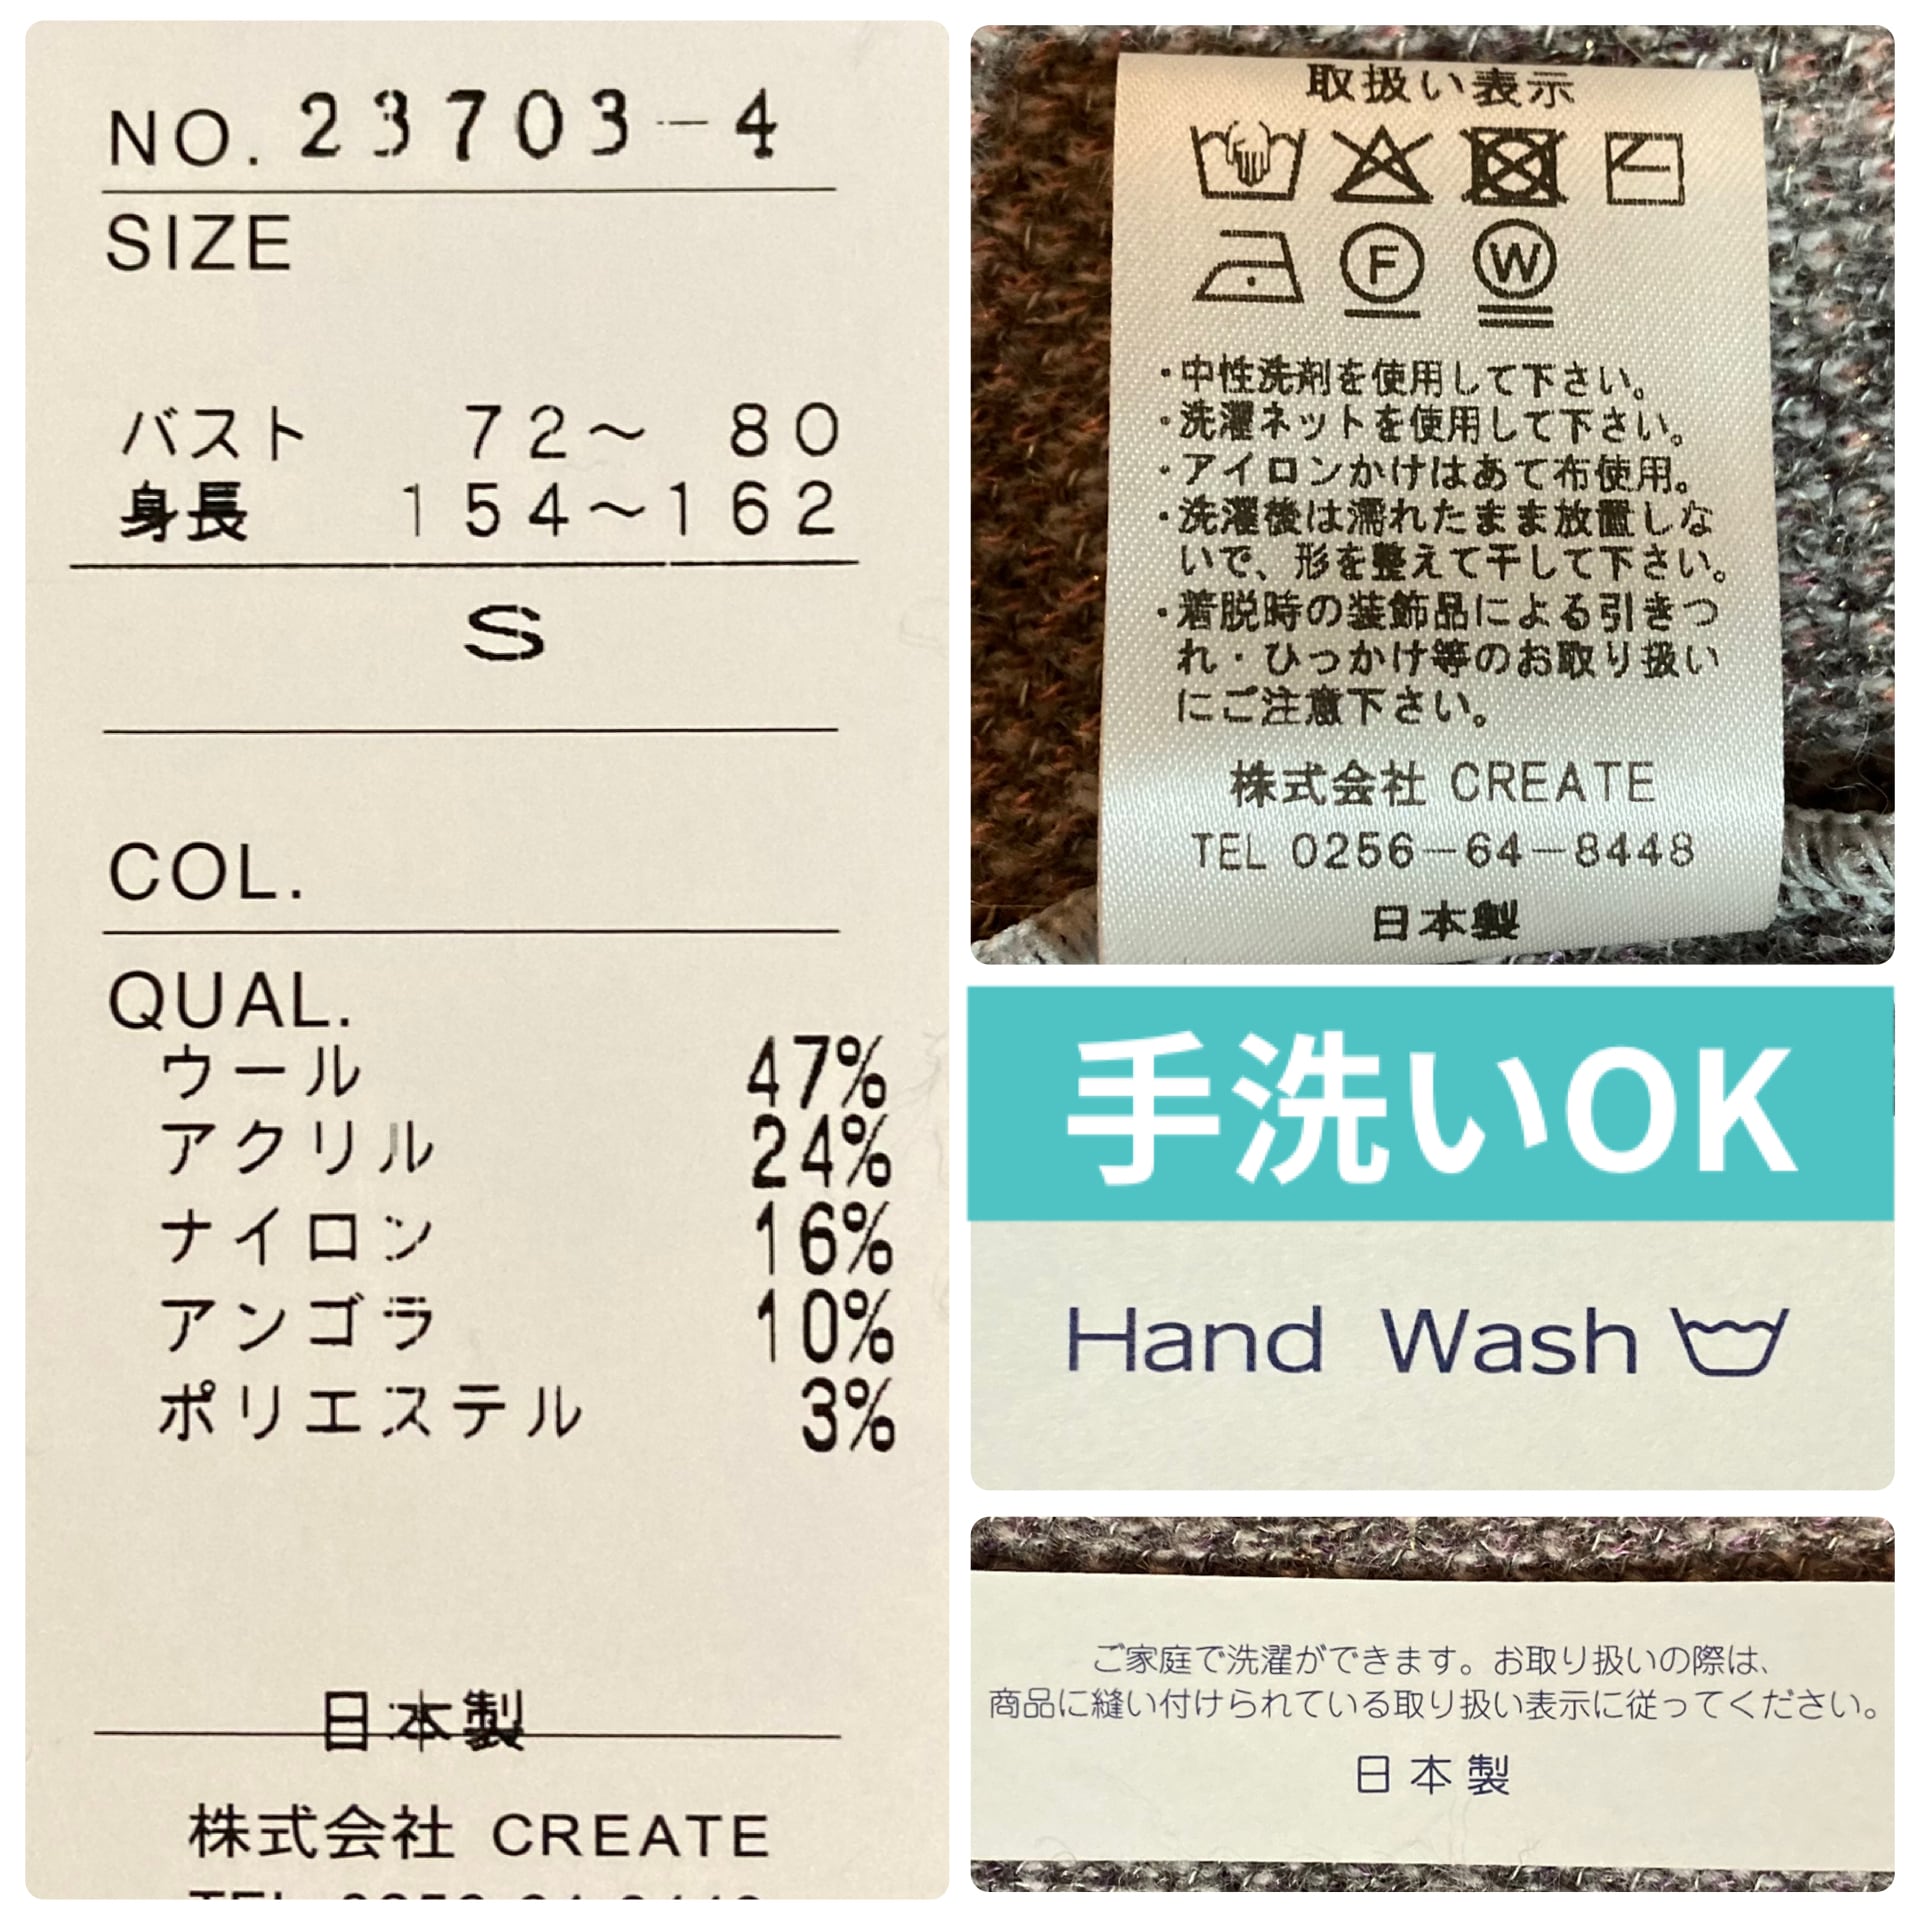 NO. 23703-4
SIZE
バスト 72～ 80
身長 154～162
S
COL.
QUAL.
ウール 47%
アクリル 24%
ナイロン 16%
アンゴラ 10%
ポリエステル 3%
日本製
株式会社 CREATE
取扱い表示
F W
・中性洗剤を使用して下さい。
・洗濯ネットを使用して下さい。
・アイロンかけはあて布使用。
・洗濯後は濡れたまま放置しな
いで、形を整えて干して下さい。
・着脱時の装飾品による引きつ
れ・ひっかけ等のお取り扱い
にご注意下さい。
株式会社 CREATE
TEL 0256-64-8448
日本製
手洗いOK
Hand Wash
ご家庭で洗濯ができます。お取り扱いの際は、
商品に縫い付けられている取り扱い表示に従ってください。
日本製